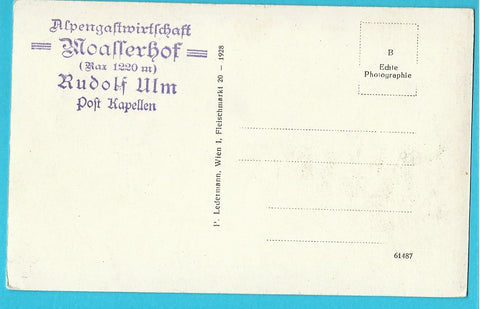 Alpengastwirtschaft
Moasserhof
(Rax 1220 m)
Rudolf Ulm
Post Kapellen
P. Ledermann, Wien I, Fleischmarkt 20 — 1928
B
Echte
Photographie
61487